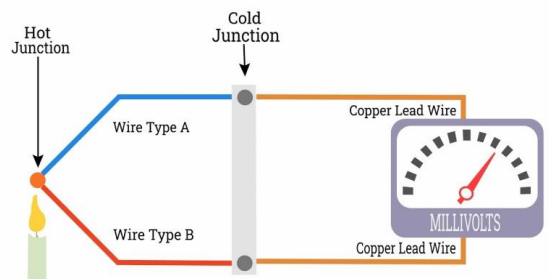 Cold
Junction
Hot
Junction
Copper Lead Wire
Wire Type A
MILLIVOLTS
Wire Type B
Copper Lead Wire